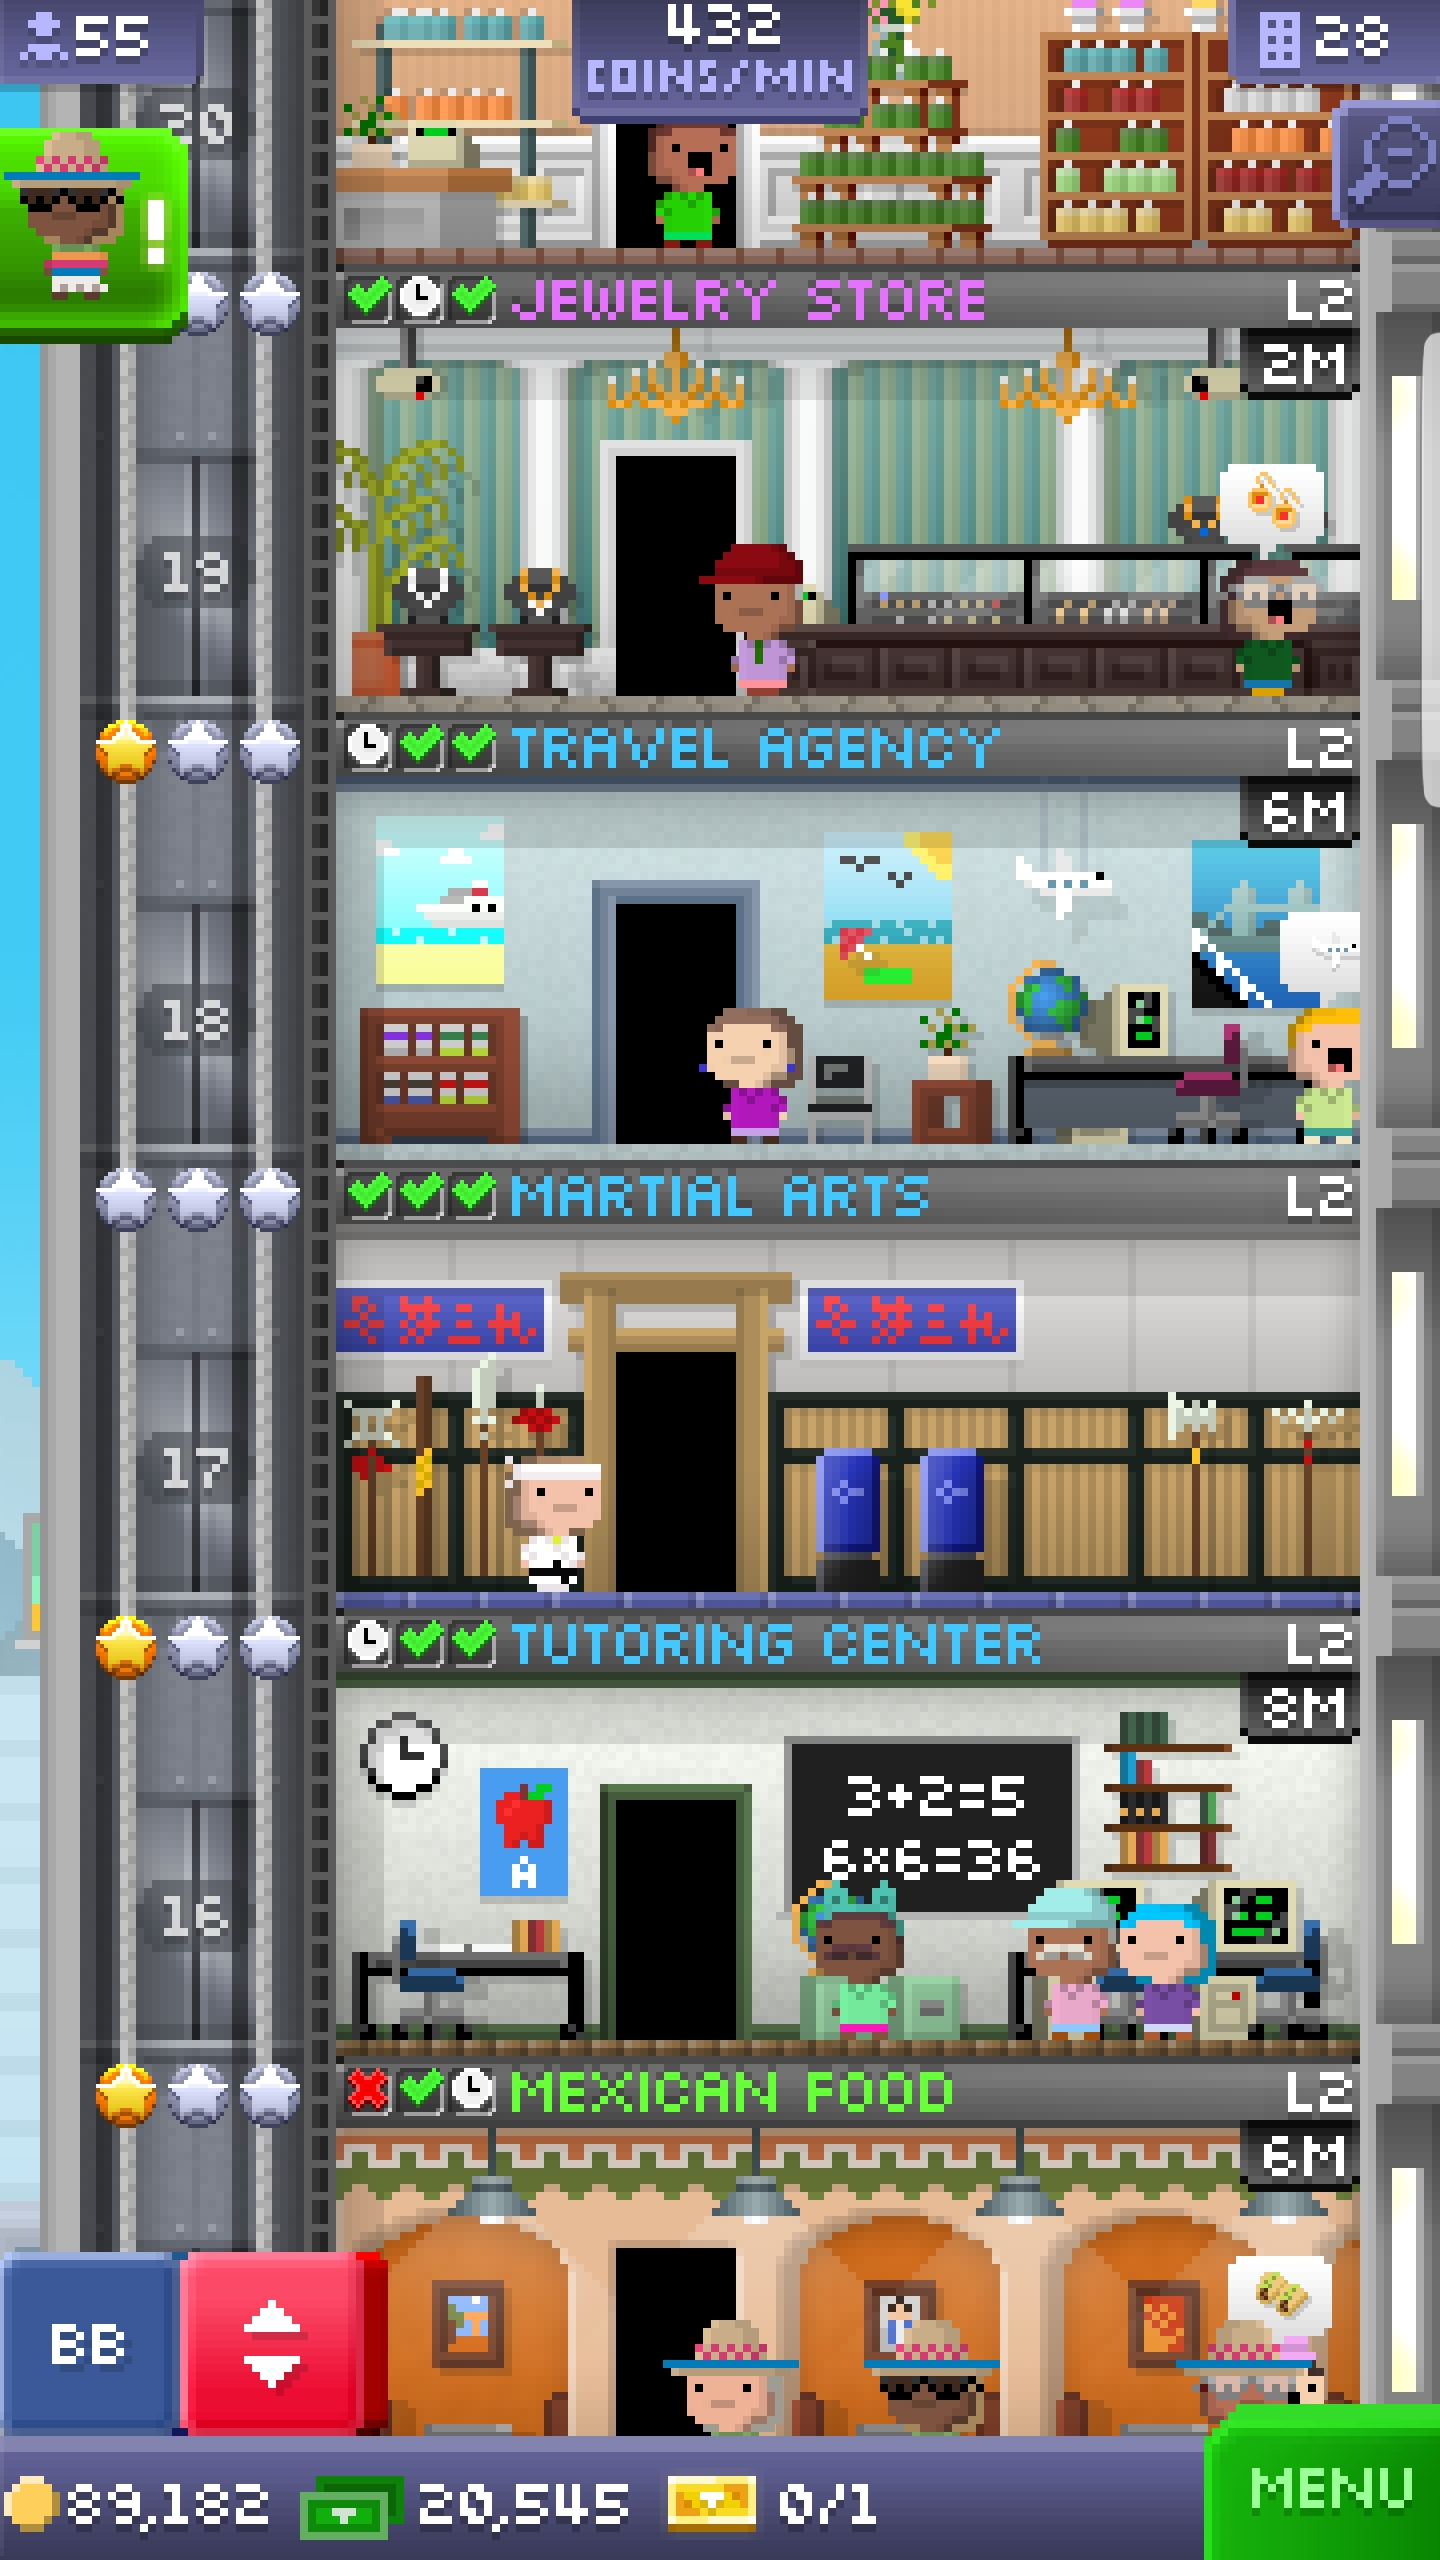 55
432
COINS/MIN
28
20
!
JEWELRY STORE L2
2M
19
TRAVEL AGENCY L2
6M
18
MARTIAL ARTS L2
17
TUTORING CENTER L2
8M
3+2=5
6×6=36
A
16
MEXICAN FOOD L2
6M
BB
89,182 20,545 0/1
MENU